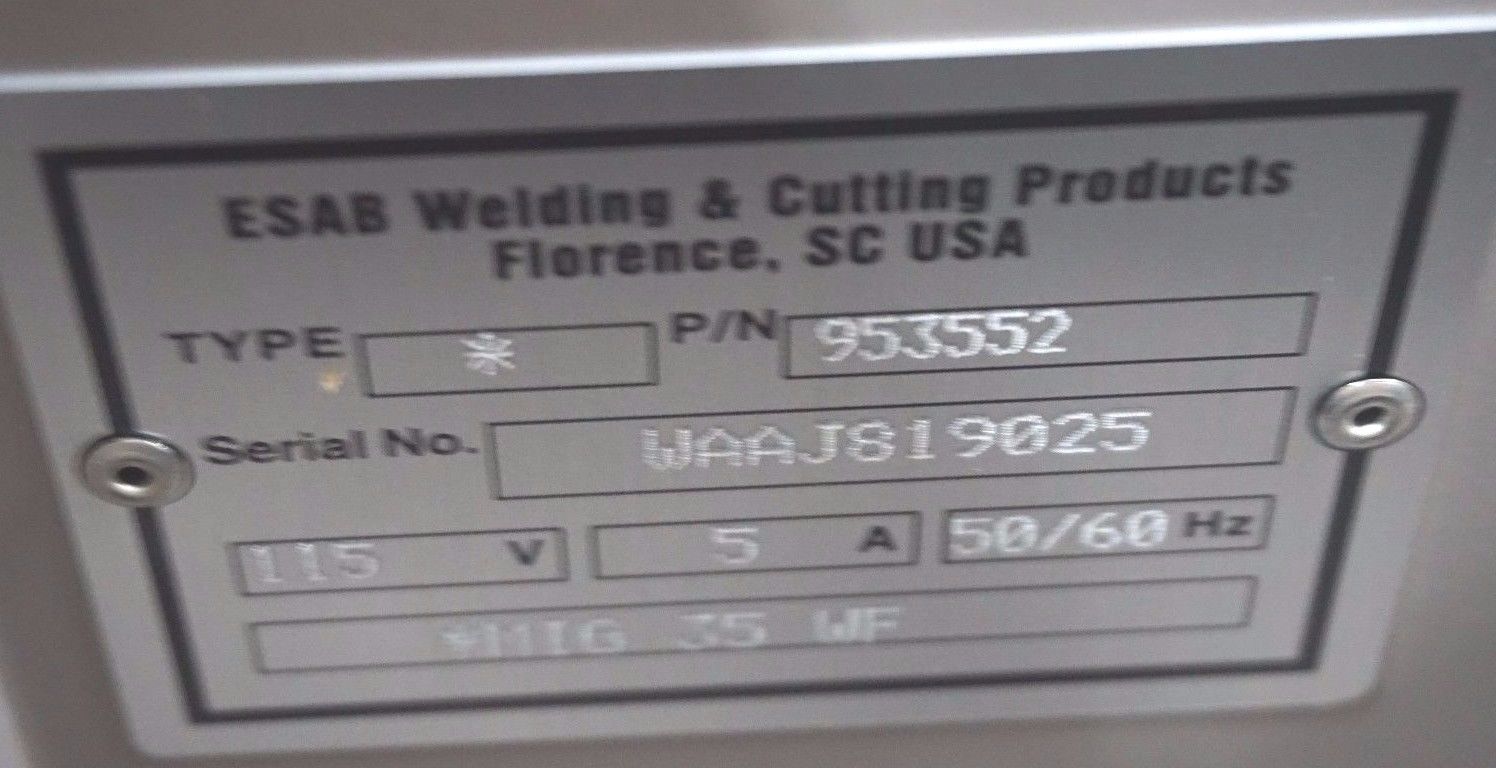 ESAB Welding & Cutting Products
Florence, SC USA
TYPE * P/N 953552
Serial No. WAAJ819025
115 V 5 A 50/60 Hz
*MIG 35 WF